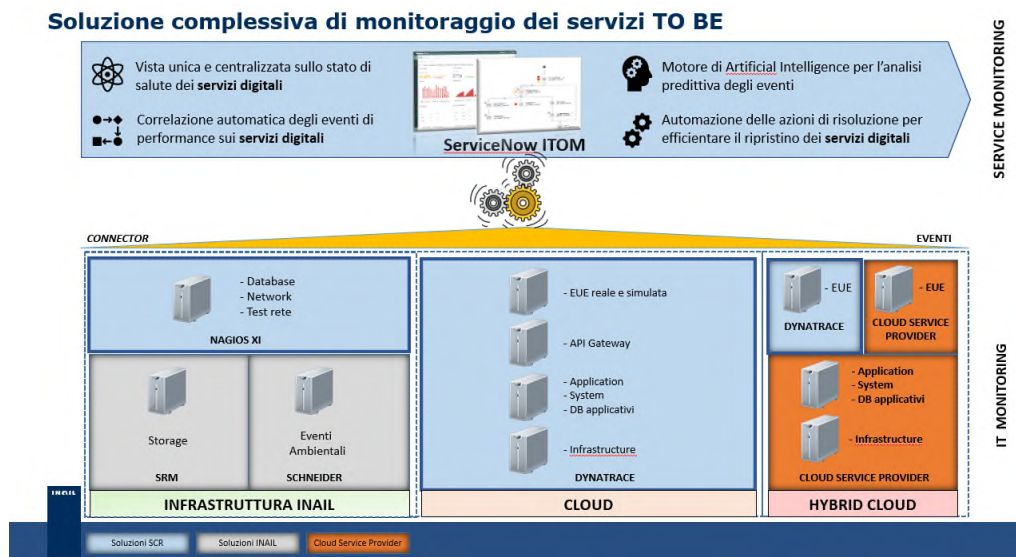 Soluzione complessiva di monitoraggio dei servizi TO BE
SERVICE MONITORING
Vista unica e centralizzata sullo stato di
salute dei servizi digitali
Correlazione automatica degli eventi di
performance sui servizi digitali
ServiceNow ITOM
Motore di Artificial Intelligence per l'analisi
predittiva degli eventi
Automazione delle azioni di risoluzione per
efficientare il ripristino dei servizi digitali
CONNECTOR
EVENTI
IT MONITORING
- Database
- Network
- Test rete
NAGIOS XI
Storage
SRM
Eventi
Ambientali
SCHNEIDER
INFRASTRUTTURA INAIL
- EUE reale e simulata
- API Gateway
- Application
- System
- DB applicativi
- Infrastructure
DYNATRACE
CLOUD
- EUE
DYNATRACE
- EUE
CLOUD SERVICE
PROVIDER
- Application
- System
- DB applicativi
- Infrastructure
CLOUD SERVICE PROVIDER
HYBRID CLOUD
INAIL
Soluzioni SCR
Soluzioni INAIL
Cloud Service Provider